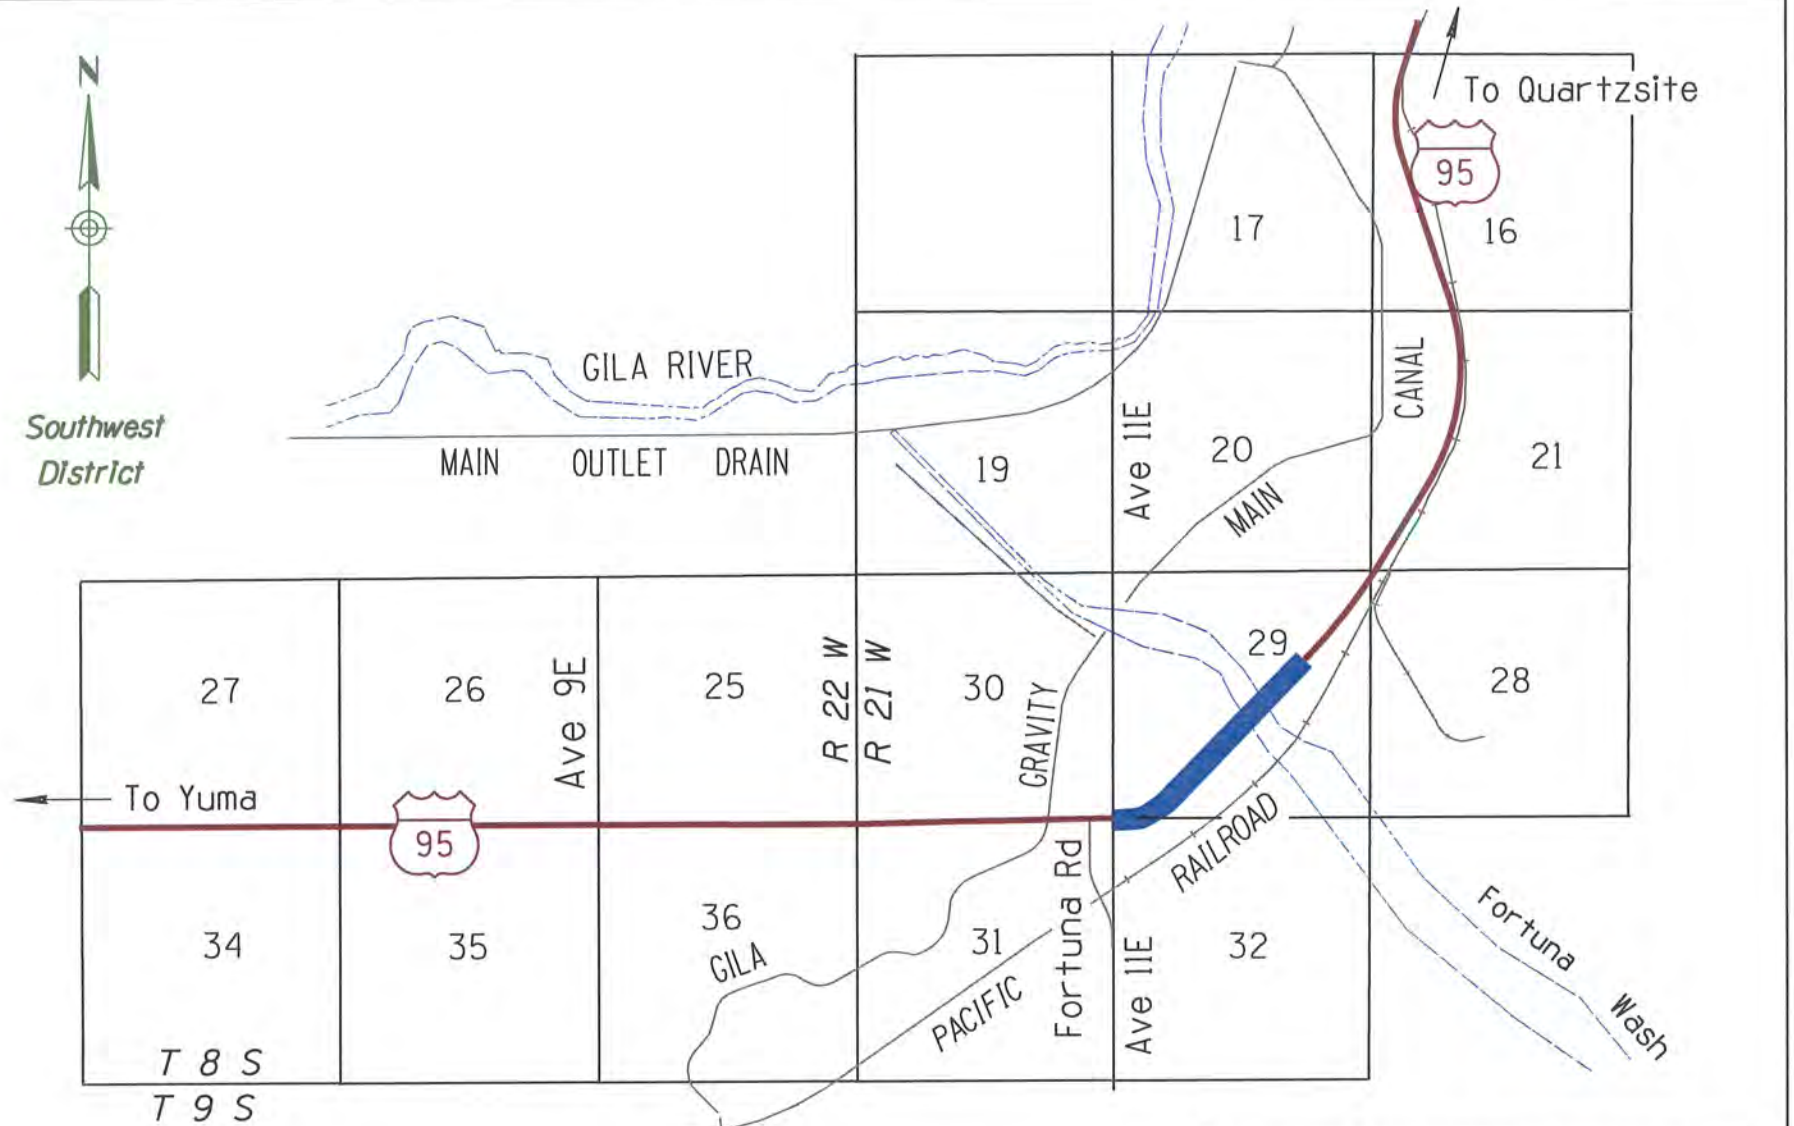 N
To Quartzsite
95
17
16
GILA RIVER
CANAL
Southwest
District
MAIN OUTLET DRAIN
19
Ave 11E
20
MAIN
21
27
26
Ave 9E
25
R 22 W
R 21 W
30
GRAVITY
29
28
To Yuma
95
34
35
36
GILA
31
PACIFIC
RAILROAD
Fortuna Rd
Ave 11E
32
Fortuna
Wash
T 8 S
T 9 S